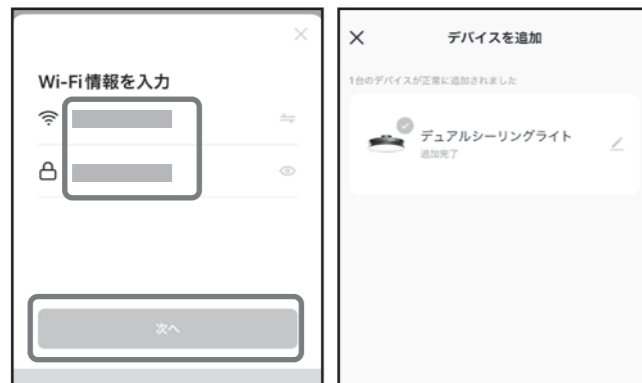 Wi-Fi情報を入力
次へ
デバイスを追加
1台のデバイスが正常に追加されました
デュアルシーリングライト
追加完了